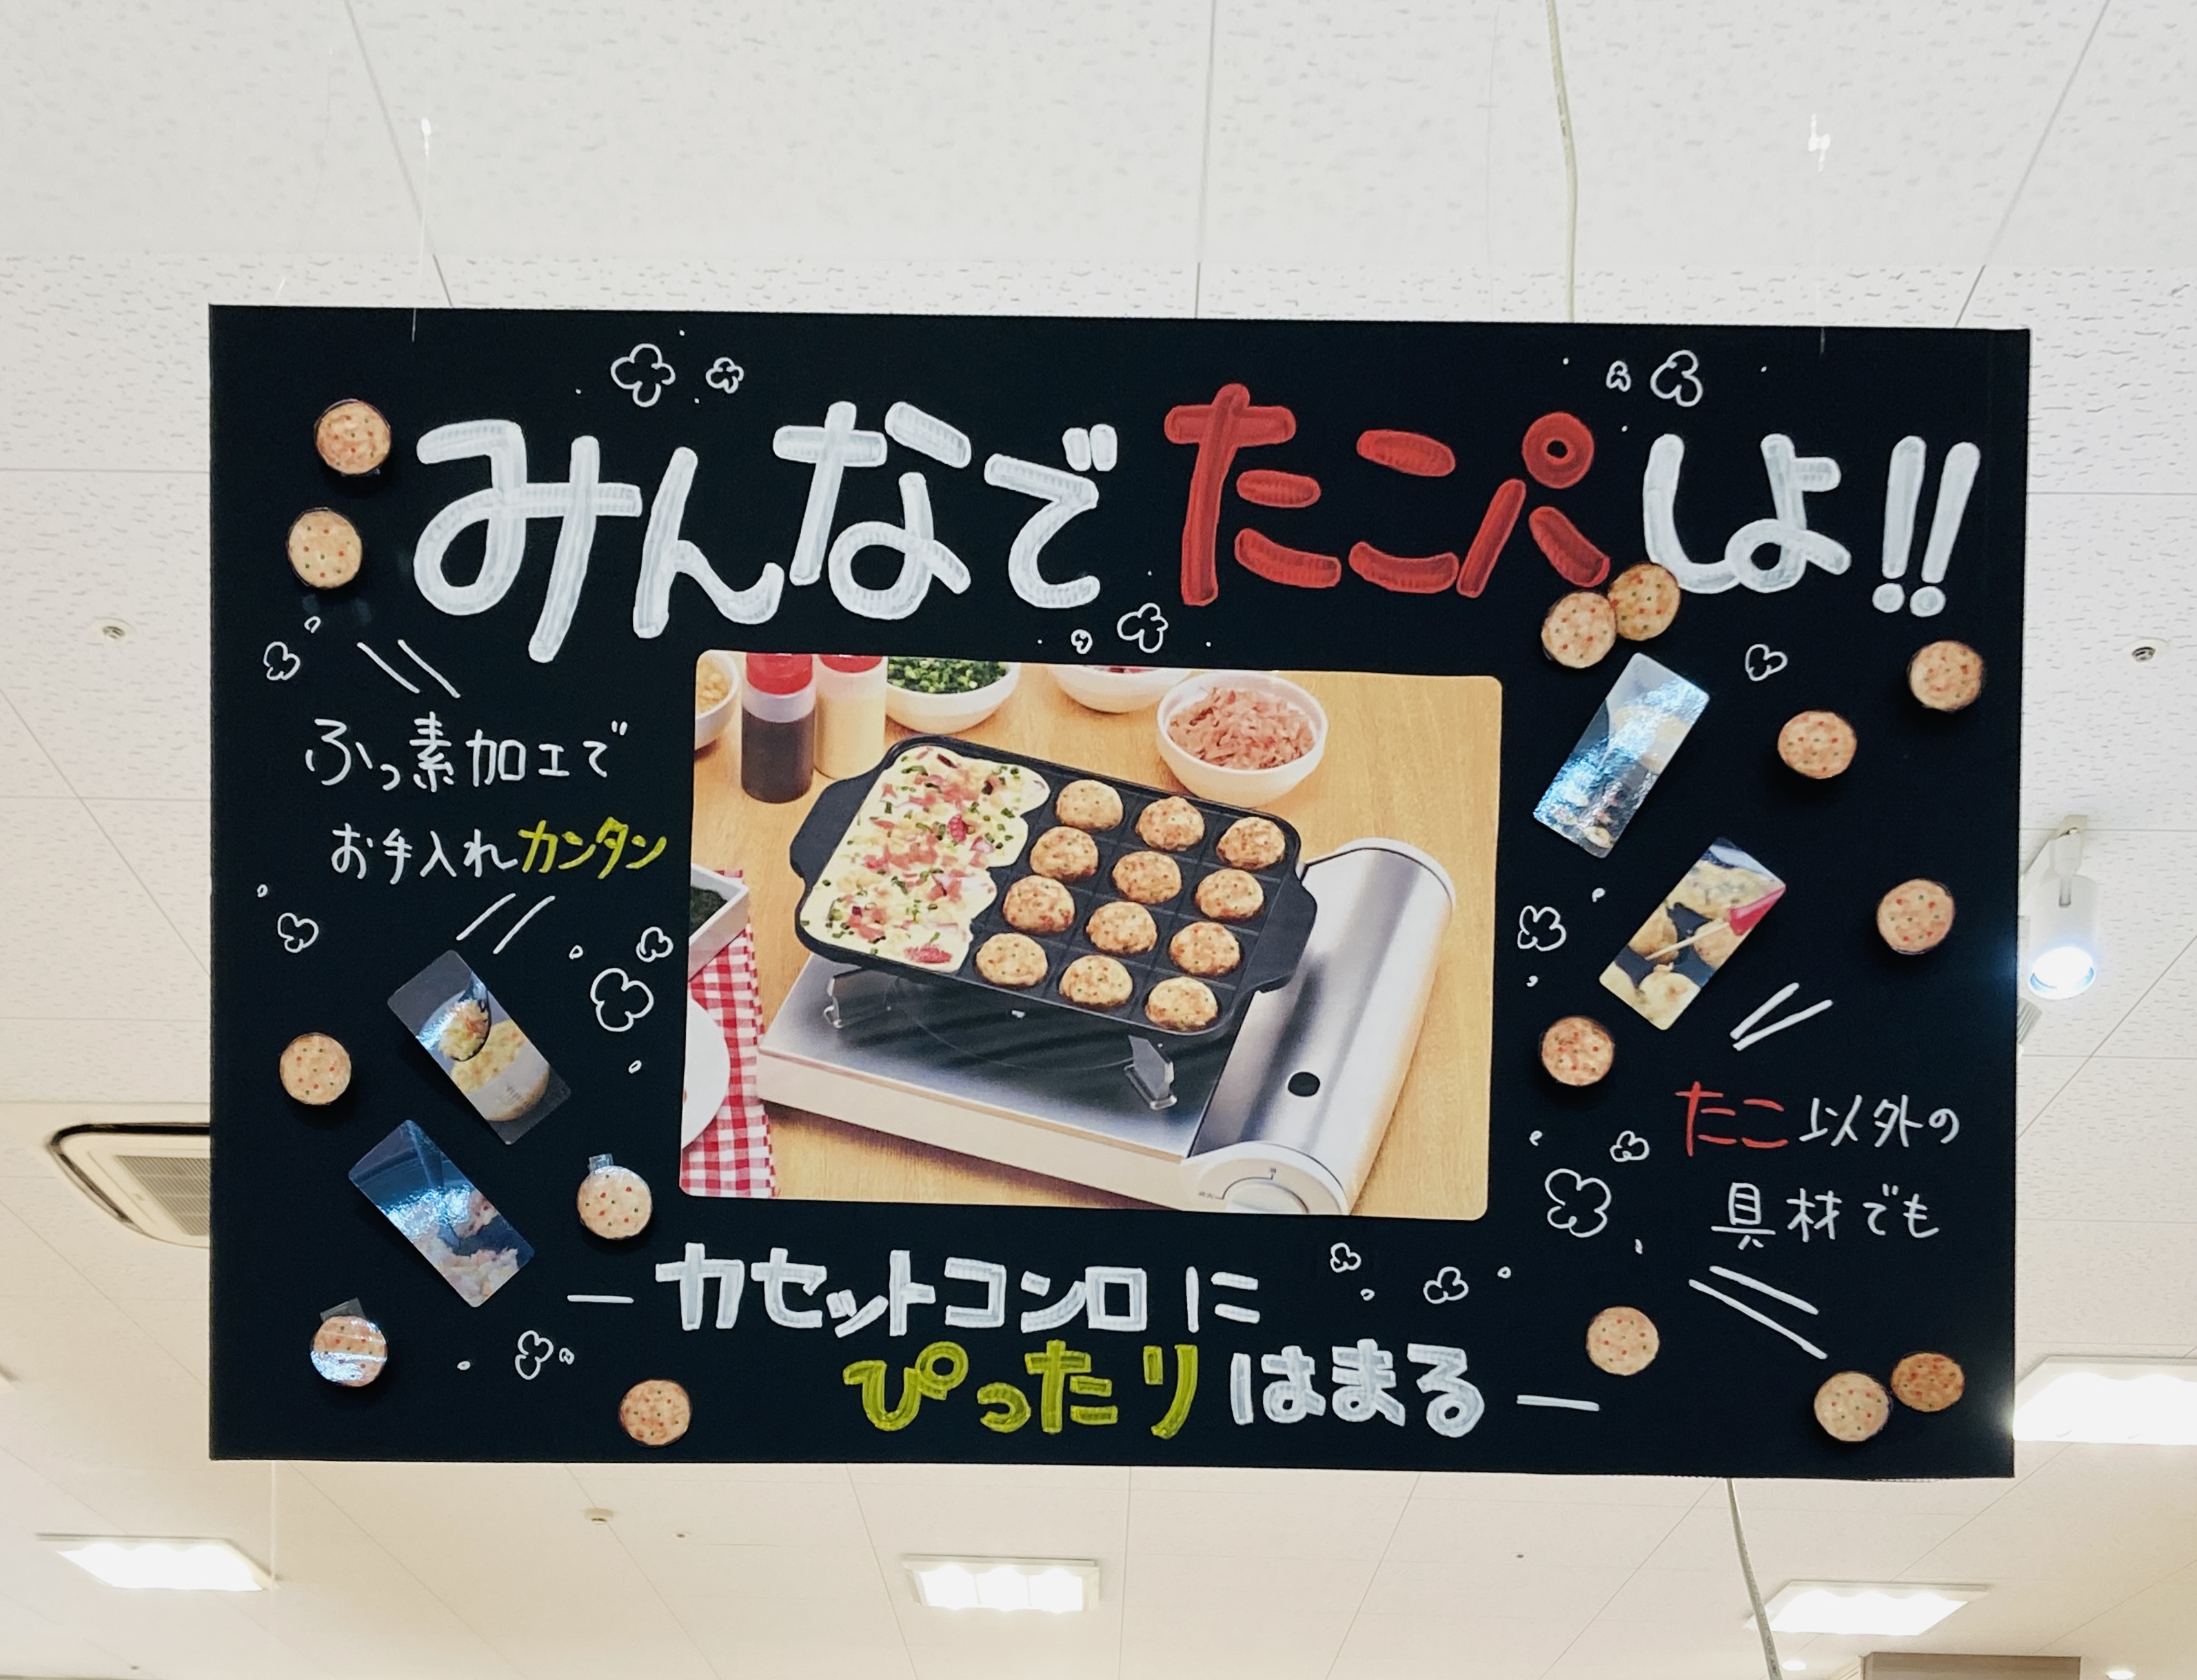 みんなでたこパしよ!!
ふっ素加工で
お手入れカンタン
たこ以外の
具材でも
カセットコンロに
ぴったりはまる